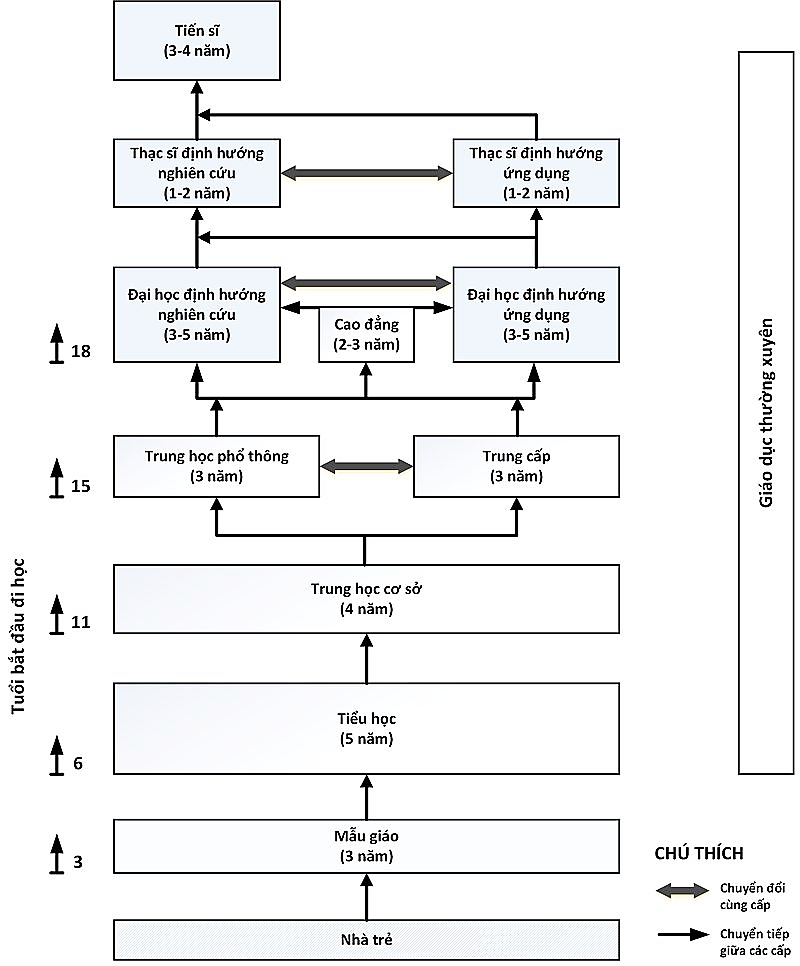 Tiến sĩ
(3-4 năm)
Thạc sĩ định hướng
nghiên cứu
(1-2 năm)
Thạc sĩ định hướng
ứng dụng
(1-2 năm)
Đại học định hướng
nghiên cứu
(3-5 năm)
Cao đẳng
(2-3 năm)
Đại học định hướng
ứng dụng
(3-5 năm)
18
Trung học phổ thông
(3 năm)
Trung cấp
(3 năm)
15
Trung học cơ sở
(4 năm)
11
Tiểu học
(5 năm)
6
Mẫu giáo
(3 năm)
3
Nhà trẻ
Tuổi bắt đầu đi học
Giáo dục thường xuyên
CHÚ THÍCH
Chuyển đổi
cùng cấp
Chuyển tiếp
giữa các cấp